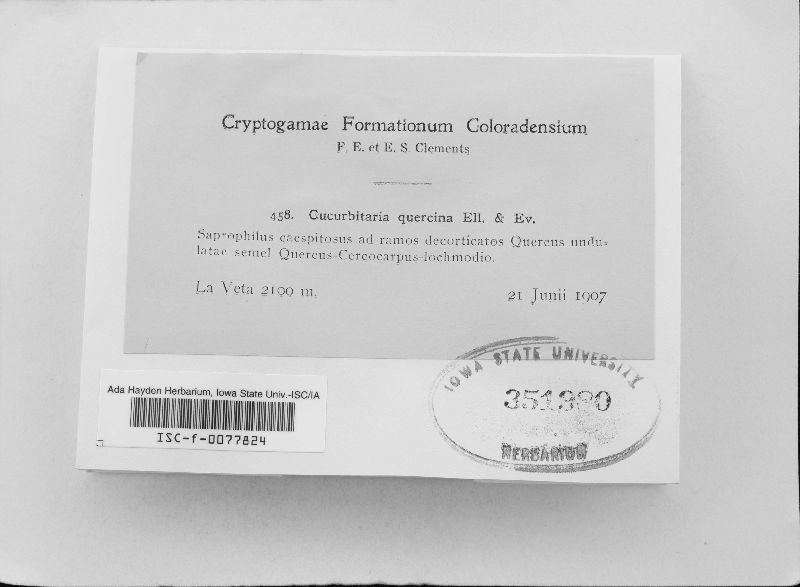 Cryptogamae Formationum Coloradensium
F. E. et E. S. Clements
458. Cucurbitaria quercina Ell. & Ev.
Saprophilus caespitosus ad ramos decorticatos Quercus undu=
latae semel Quercus-Cercocarpus-lochmodio.
La Veta 2100 m.
21 Junii 1907
Ada Hayden Herbarium, Iowa State Univ.-ISC/IA
ISC-f-0077824
IOWA STATE UNIVERSITY
351980
HERBARIUM